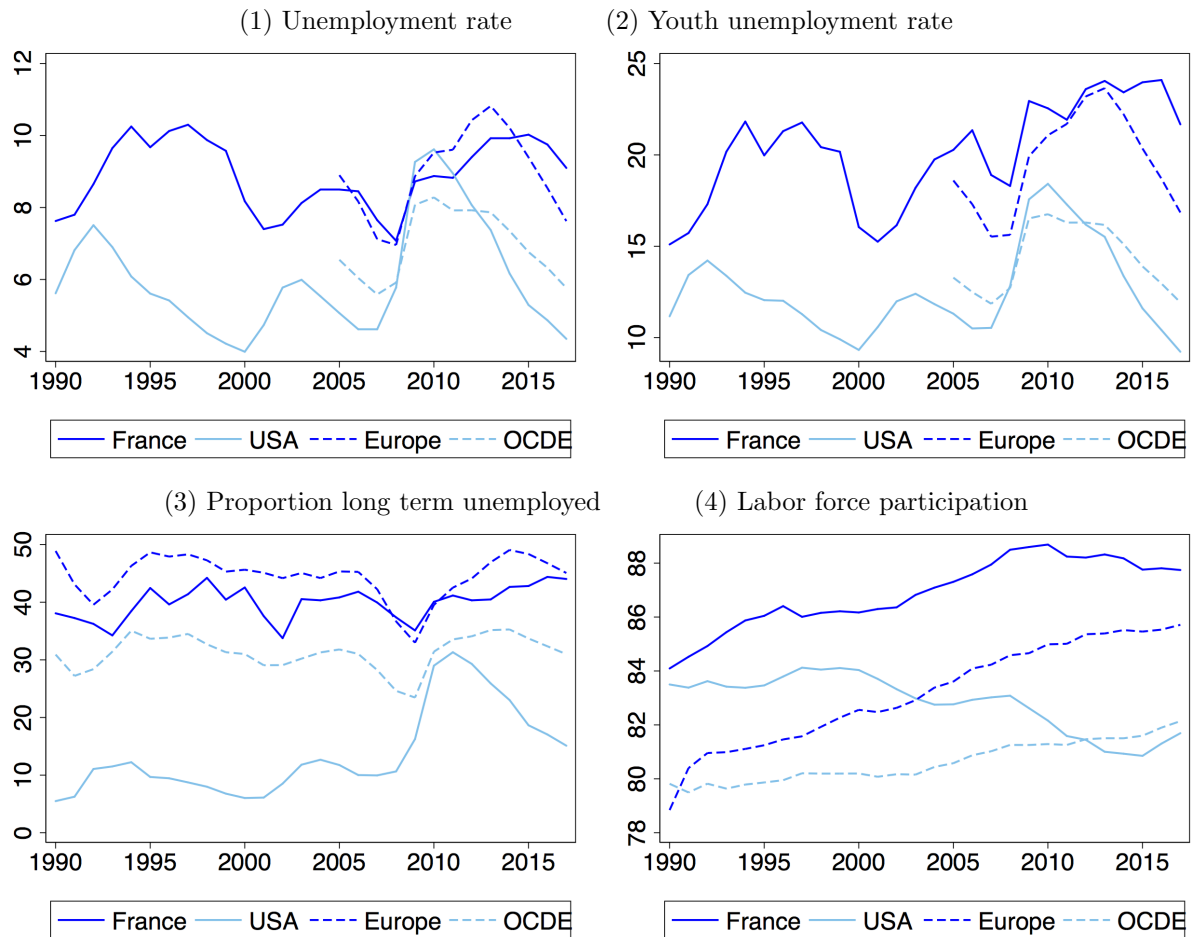 (1) Unemployment rate
12
10
8
6
4
1990 1995 2000 2005 2010 2015
France USA Europe OCDE
(2) Youth unemployment rate
25
20
15
10
1990 1995 2000 2005 2010 2015
France USA Europe OCDE
(3) Proportion long term unemployed
50
40
30
20
10
0
1990 1995 2000 2005 2010 2015
France USA Europe OCDE
(4) Labor force participation
88
86
84
82
80
78
1990 1995 2000 2005 2010 2015
France USA Europe OCDE